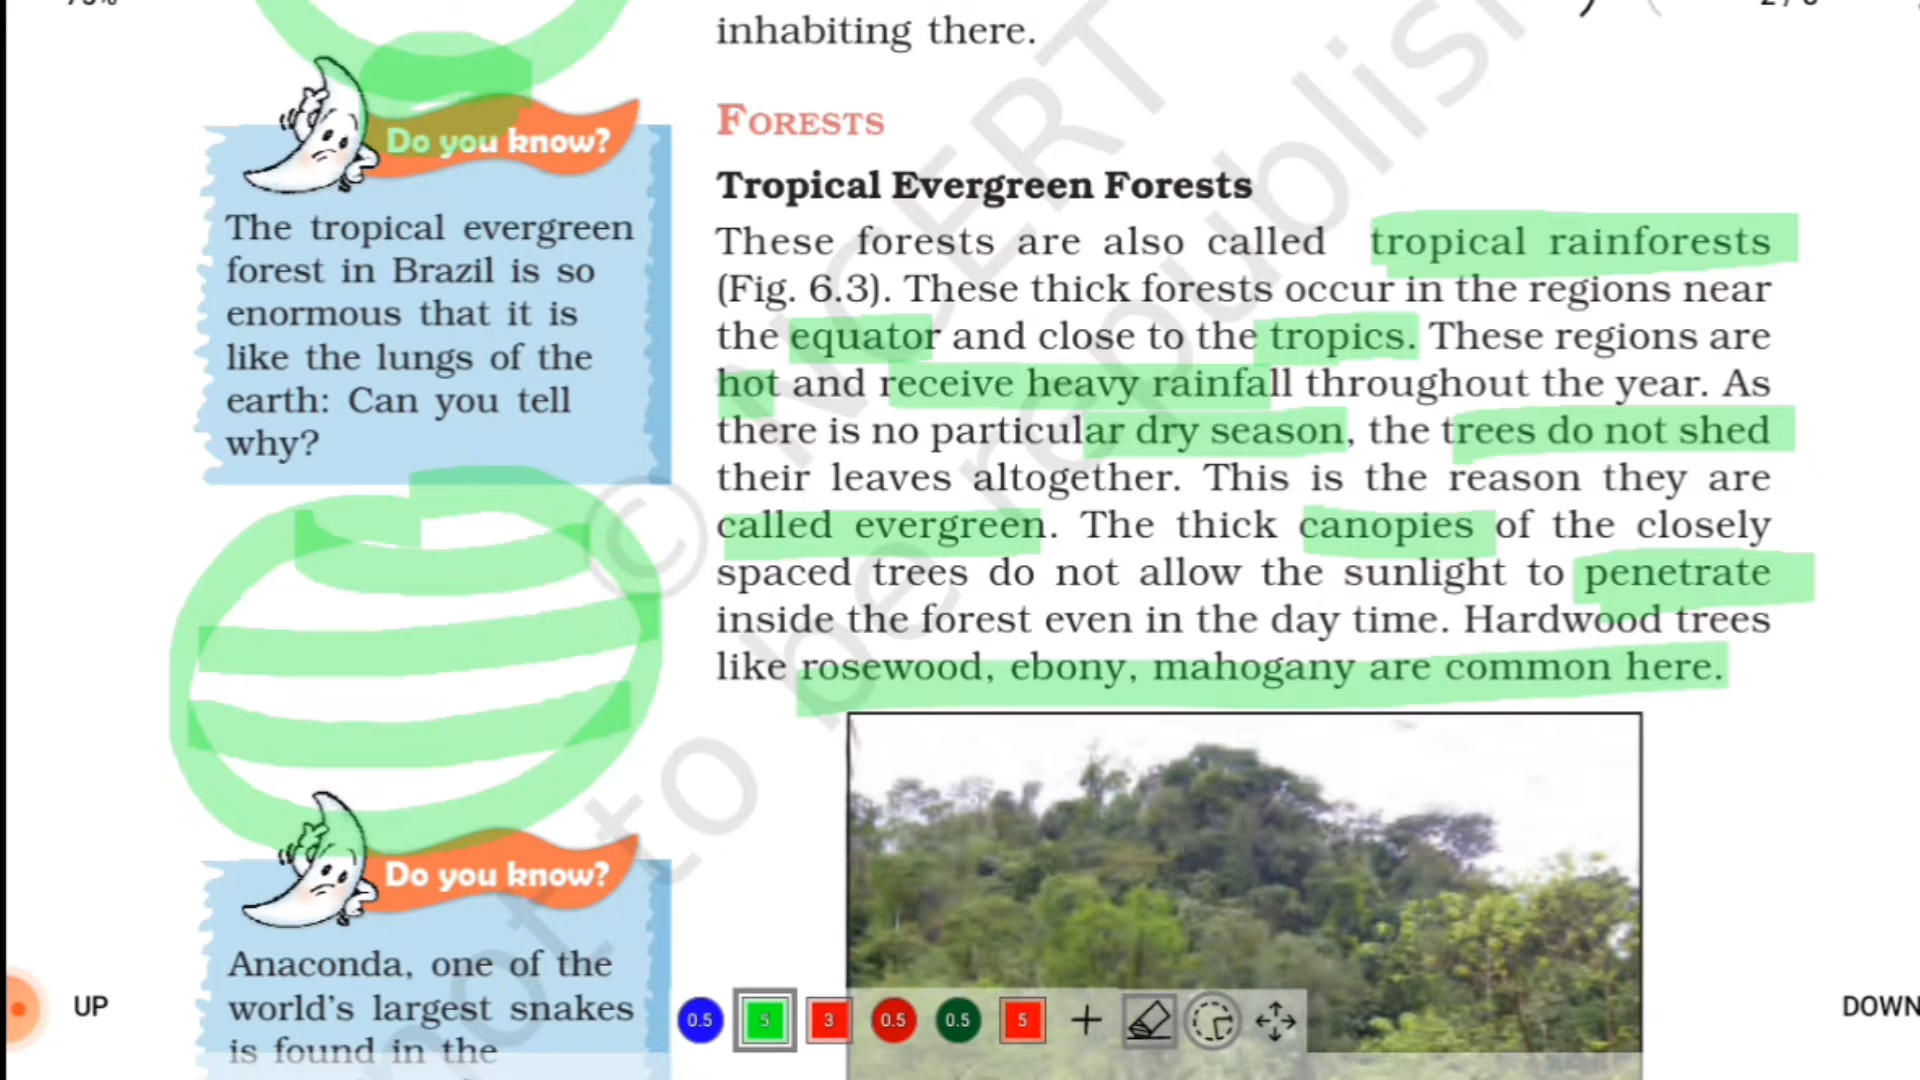 inhabiting there.
FORESTS
Tropical Evergreen Forests
These forests are also called tropical rainforests
(Fig. 6.3). These thick forests occur in the regions near
the equator and close to the tropics. These regions are
hot and receive heavy rainfall throughout the year. As
there is no particular dry season, the trees do not shed
their leaves altogether. This is the reason they are
called evergreen. The thick canopies of the closely
spaced trees do not allow the sunlight to penetrate
inside the forest even in the day time. Hardwood trees
like rosewood, ebony, mahogany are common here.
Do you know?
The tropical evergreen
forest in Brazil is so
enormous that it is
like the lungs of the
earth: Can you tell
why?
Do you know?
Anaconda, one of the
world's largest snakes
is found in the
© NCERT
not to be republish
UP
0.5
5
3
0.5
0.5
5
DOWN